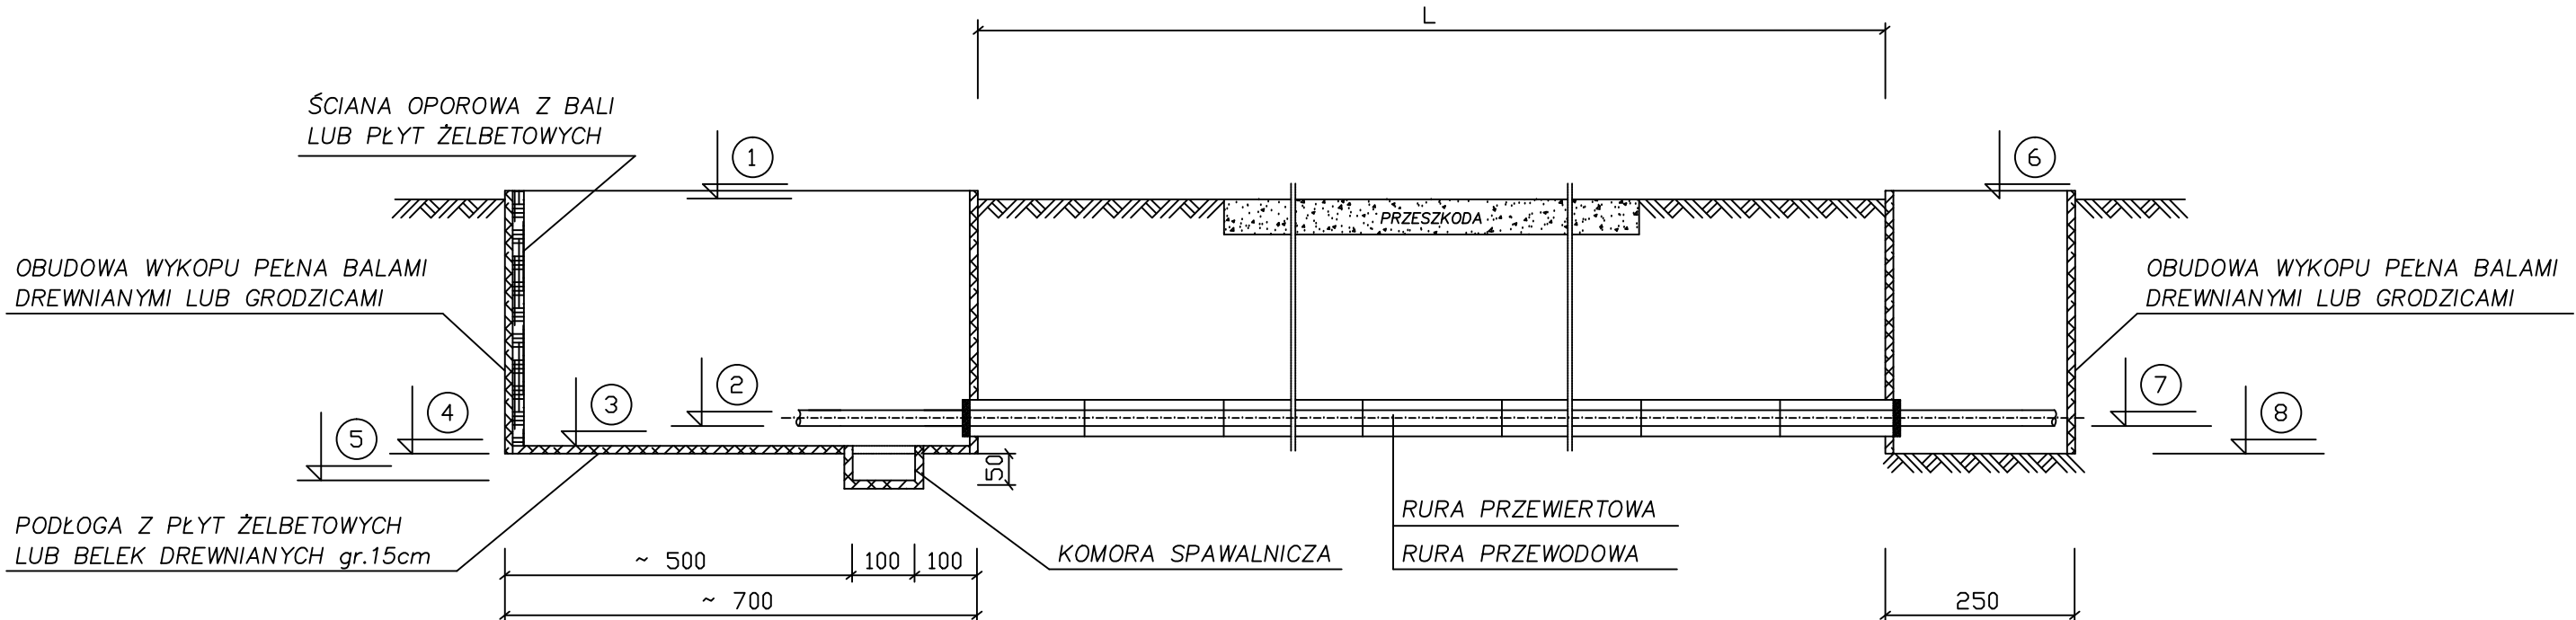 L
ŚCIANA OPOROWA Z BALI
LUB PŁYT ŻELBETOWYCH
1
6
PRZESZKODA
OBUDOWA WYKOPU PEŁNA BALAMI
DREWNIANYMI LUB GRODZICAMI
OBUDOWA WYKOPU PEŁNA BALAMI
DREWNIANYMI LUB GRODZICAMI
2
3
4
5
7
8
50
PODŁOGA Z PŁYT ŻELBETOWYCH
LUB BELEK DREWNIANYCH gr.15cm
RURA PRZEWIERTOWA
RURA PRZEWODOWA
KOMORA SPAWALNICZA
~ 500
100
100
~ 700
250